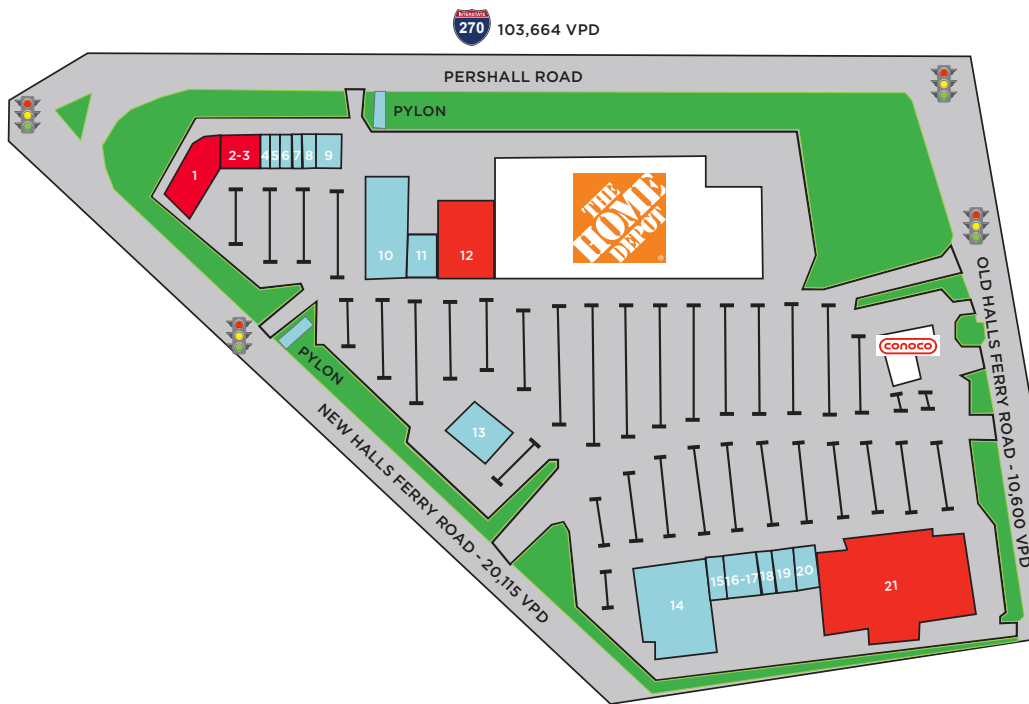 INTERSTATE
270 103,664 VPD
PERSHALL ROAD
PYLON
1
2-3
4
5
6
7
8
9
10
11
12
THE
HOME
DEPOT
®
conoco
OLD HALLS FERRY ROAD - 10,600 VPD
PYLON
NEW HALLS FERRY ROAD - 20,115 VPD
13
14
15
16-17
18
19
20
21